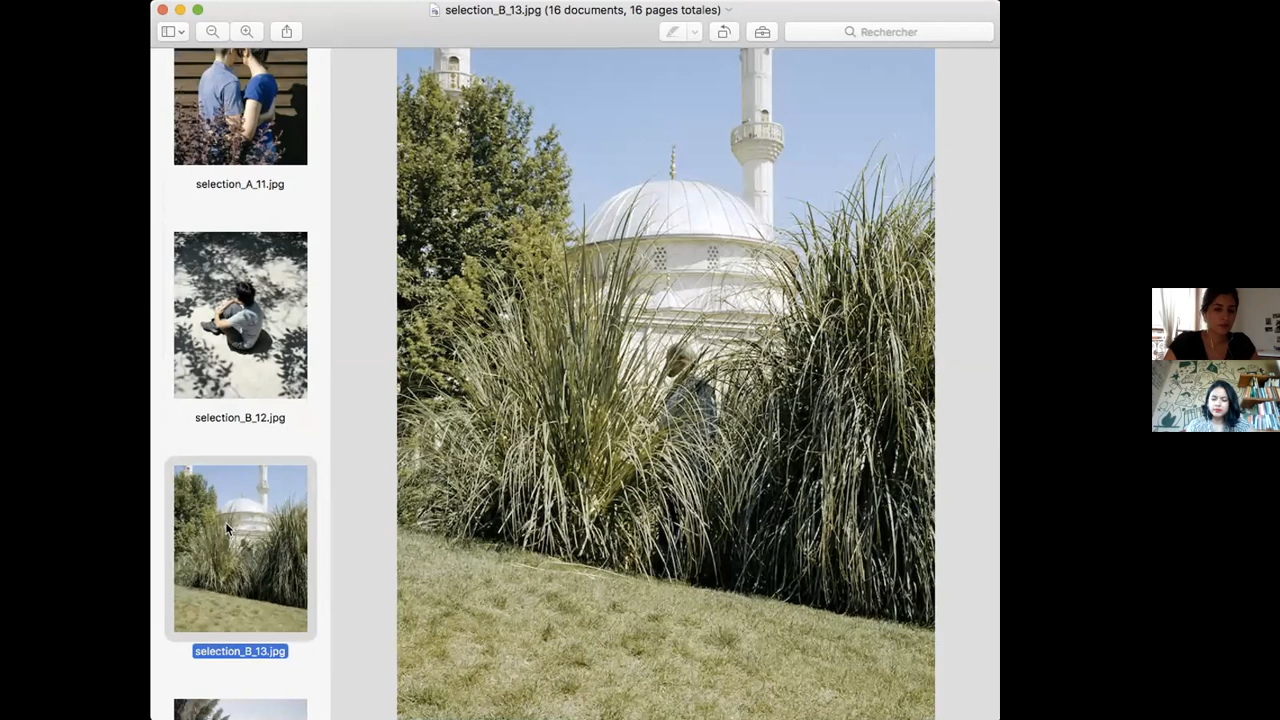 selection_B_13.jpg (16 documents, 16 pages totales)
Rechercher
selection_A_11.jpg
selection_B_12.jpg
selection_B_13.jpg